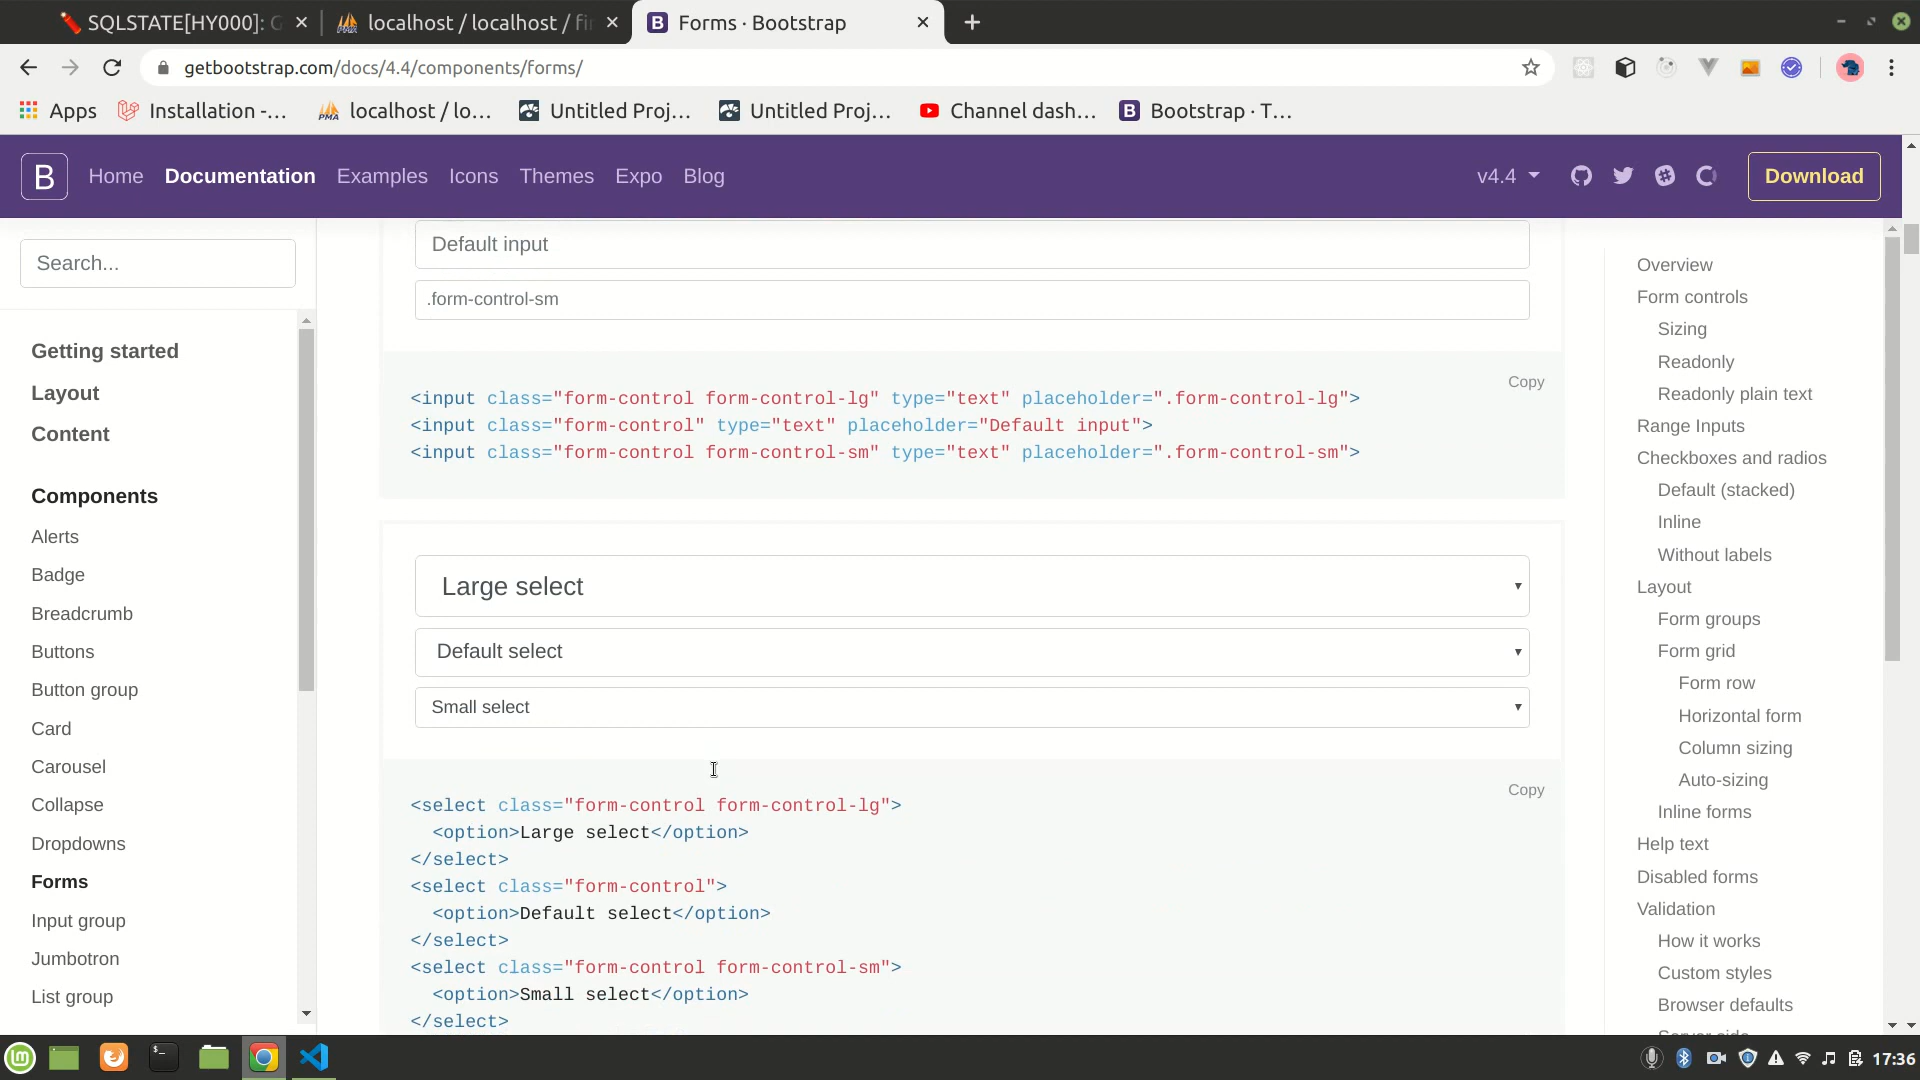 SQLSTATE[HY000]: G
localhost / localhost / fir
Forms · Bootstrap
getbootstrap.com/docs/4.4/components/forms/
Apps
Installation -...
localhost / lo...
Untitled Proj...
Untitled Proj...
Channel dash...
Bootstrap · T...
B
Home
Documentation
Examples
Icons
Themes
Expo
Blog
v4.4
Download
Search...
Getting started
Layout
Content
Components
Alerts
Badge
Breadcrumb
Buttons
Button group
Card
Carousel
Collapse
Dropdowns
Forms
Input group
Jumbotron
List group
Default input
.form-control-sm
Copy
<input class="form-control form-control-lg" type="text" placeholder=".form-control-lg">
<input class="form-control" type="text" placeholder="Default input">
<input class="form-control form-control-sm" type="text" placeholder=".form-control-sm">
Large select
Default select
Small select
Copy
<select class="form-control form-control-lg">
  <option>Large select</option>
</select>
<select class="form-control">
  <option>Default select</option>
</select>
<select class="form-control form-control-sm">
  <option>Small select</option>
</select>
Overview
Form controls
Sizing
Readonly
Readonly plain text
Range Inputs
Checkboxes and radios
Default (stacked)
Inline
Without labels
Layout
Form groups
Form grid
Form row
Horizontal form
Column sizing
Auto-sizing
Inline forms
Help text
Disabled forms
Validation
How it works
Custom styles
Browser defaults
17:36